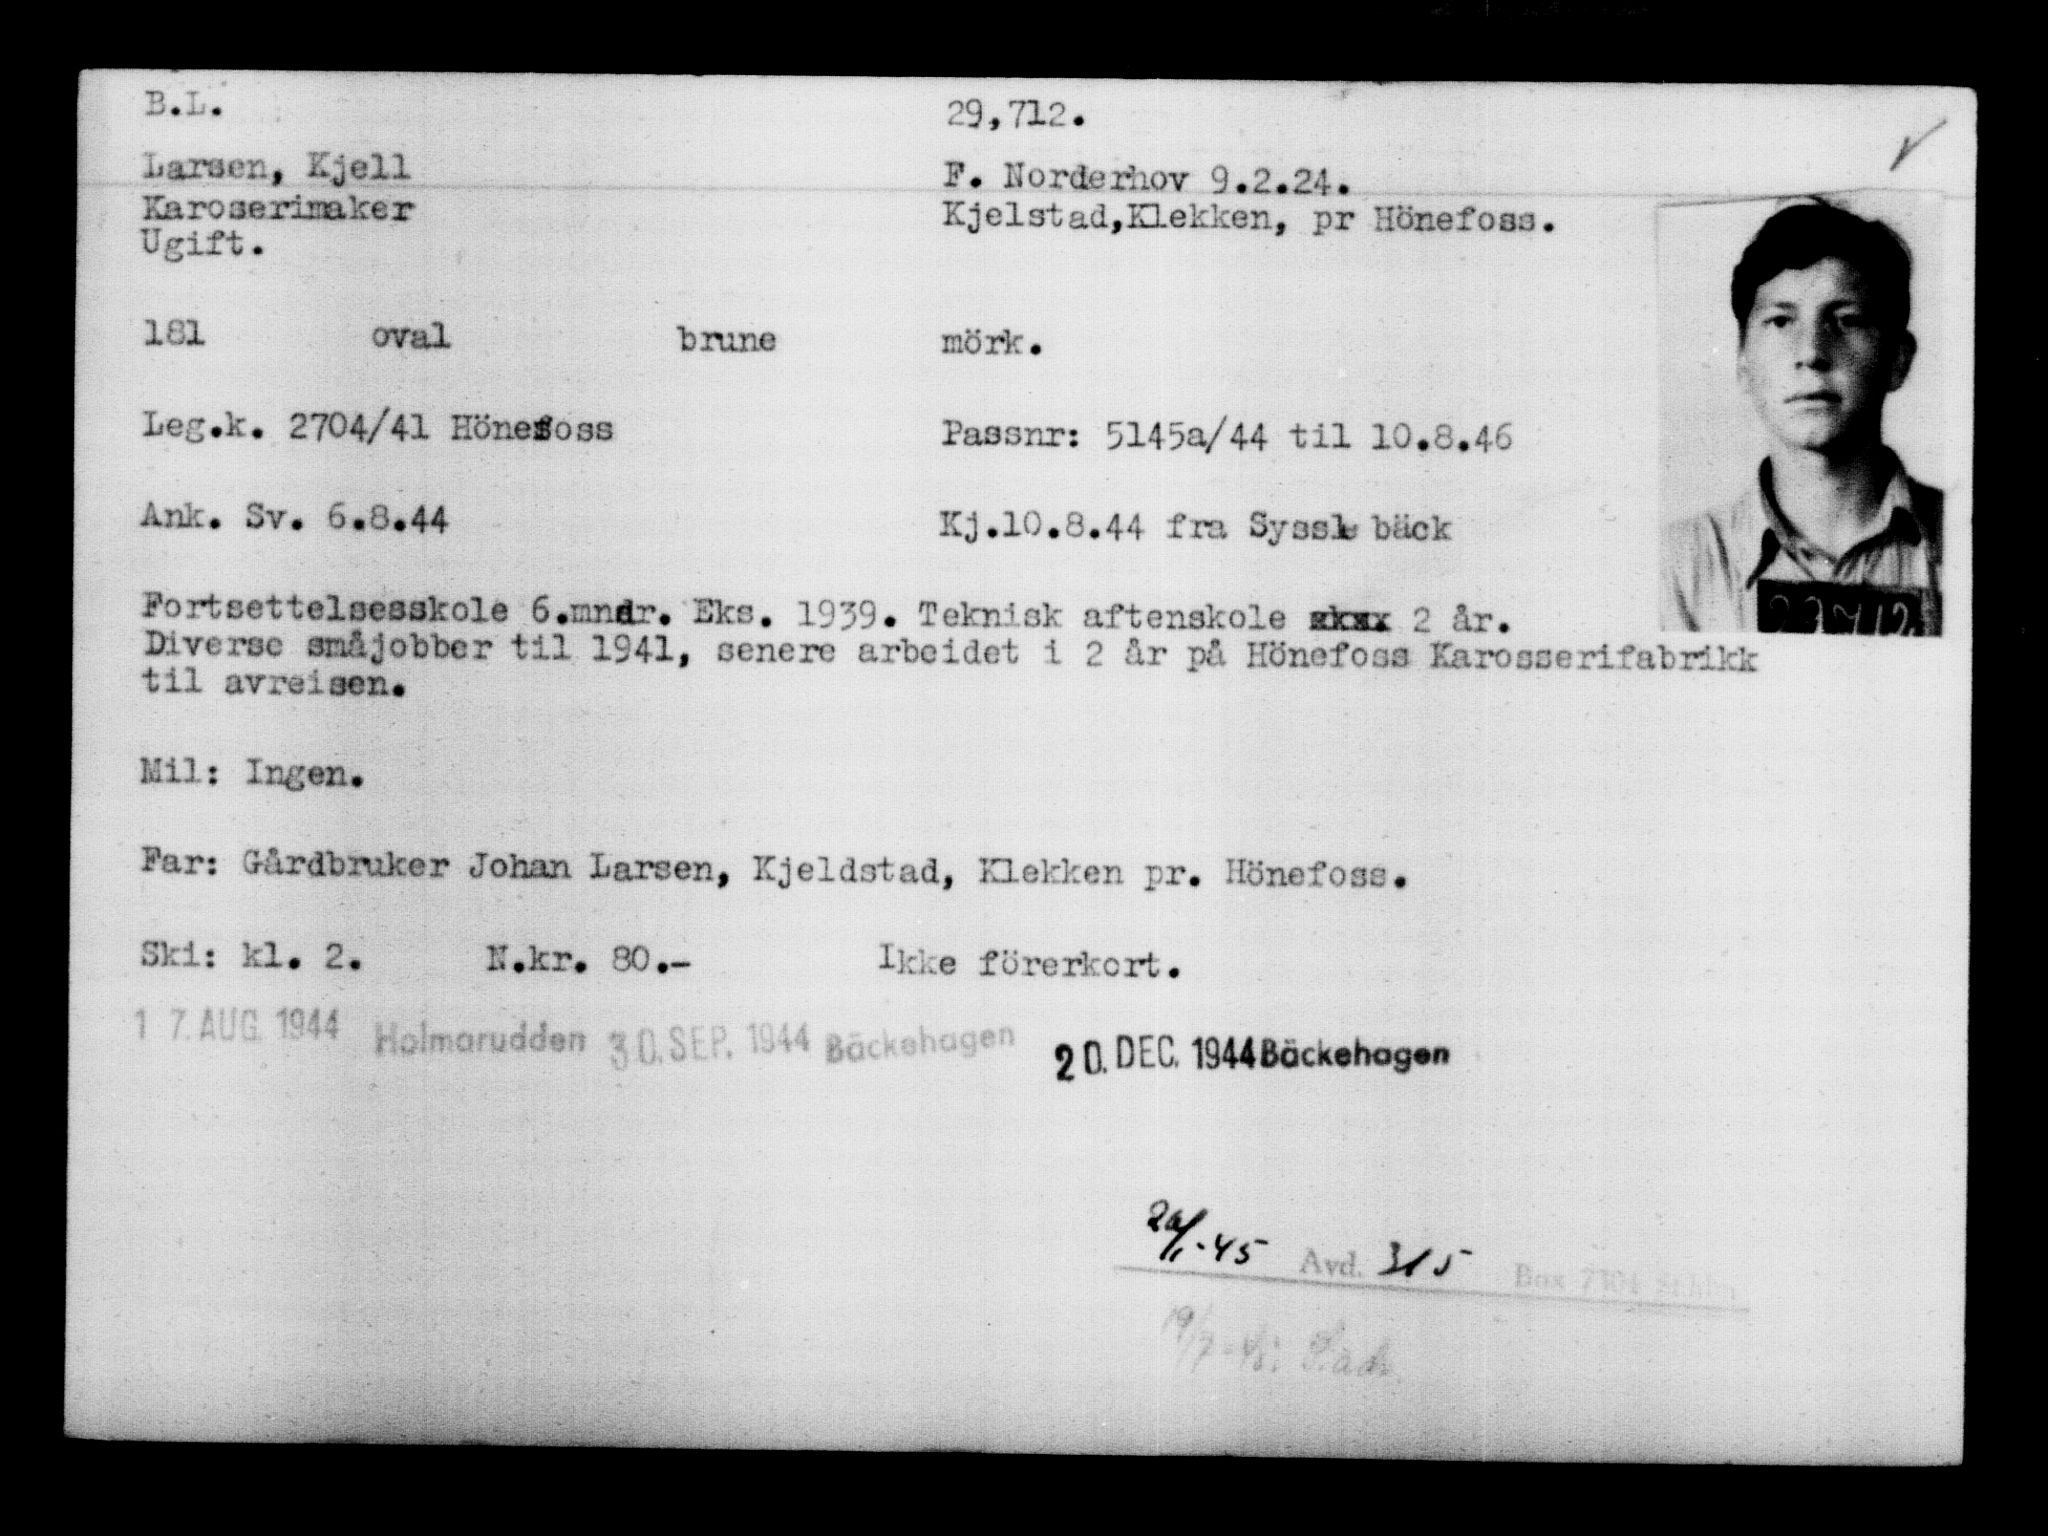 B.L. 29,712.
Larsen, Kjell F. Norderhov 9.2.24.
Karoserimaker Kjelstad,Klekken, pr Hönefoss.
Ugift.
181 oval brune mörk.
Leg.k. 2704/41 Hönefoss Passnr: 5145a/44 til 10.8.46
Ank. Sv. 6.8.44 Kj.10.8.44 fra Sysslebäck
Fortsettelsesskole 6.mndr. Eks. 1939. Teknisk aftenskole 2 år.
Diverse småjobber til 1941, senere arbeidet i 2 år på Hönefoss Karosserifabrikk
til avreisen.
Mil: Ingen.
Far: Gårdbruker Johan Larsen, Kjeldstad, Klekken pr. Hönefoss.
Ski: kl. 2. N.kr. 80.- Ikke förerkort.
17. AUG. 1944 Holmarudden 30. SEP. 1944 Bäckehagen 20. DEC. 1944 Bäckehagen
Avd. 315 Box